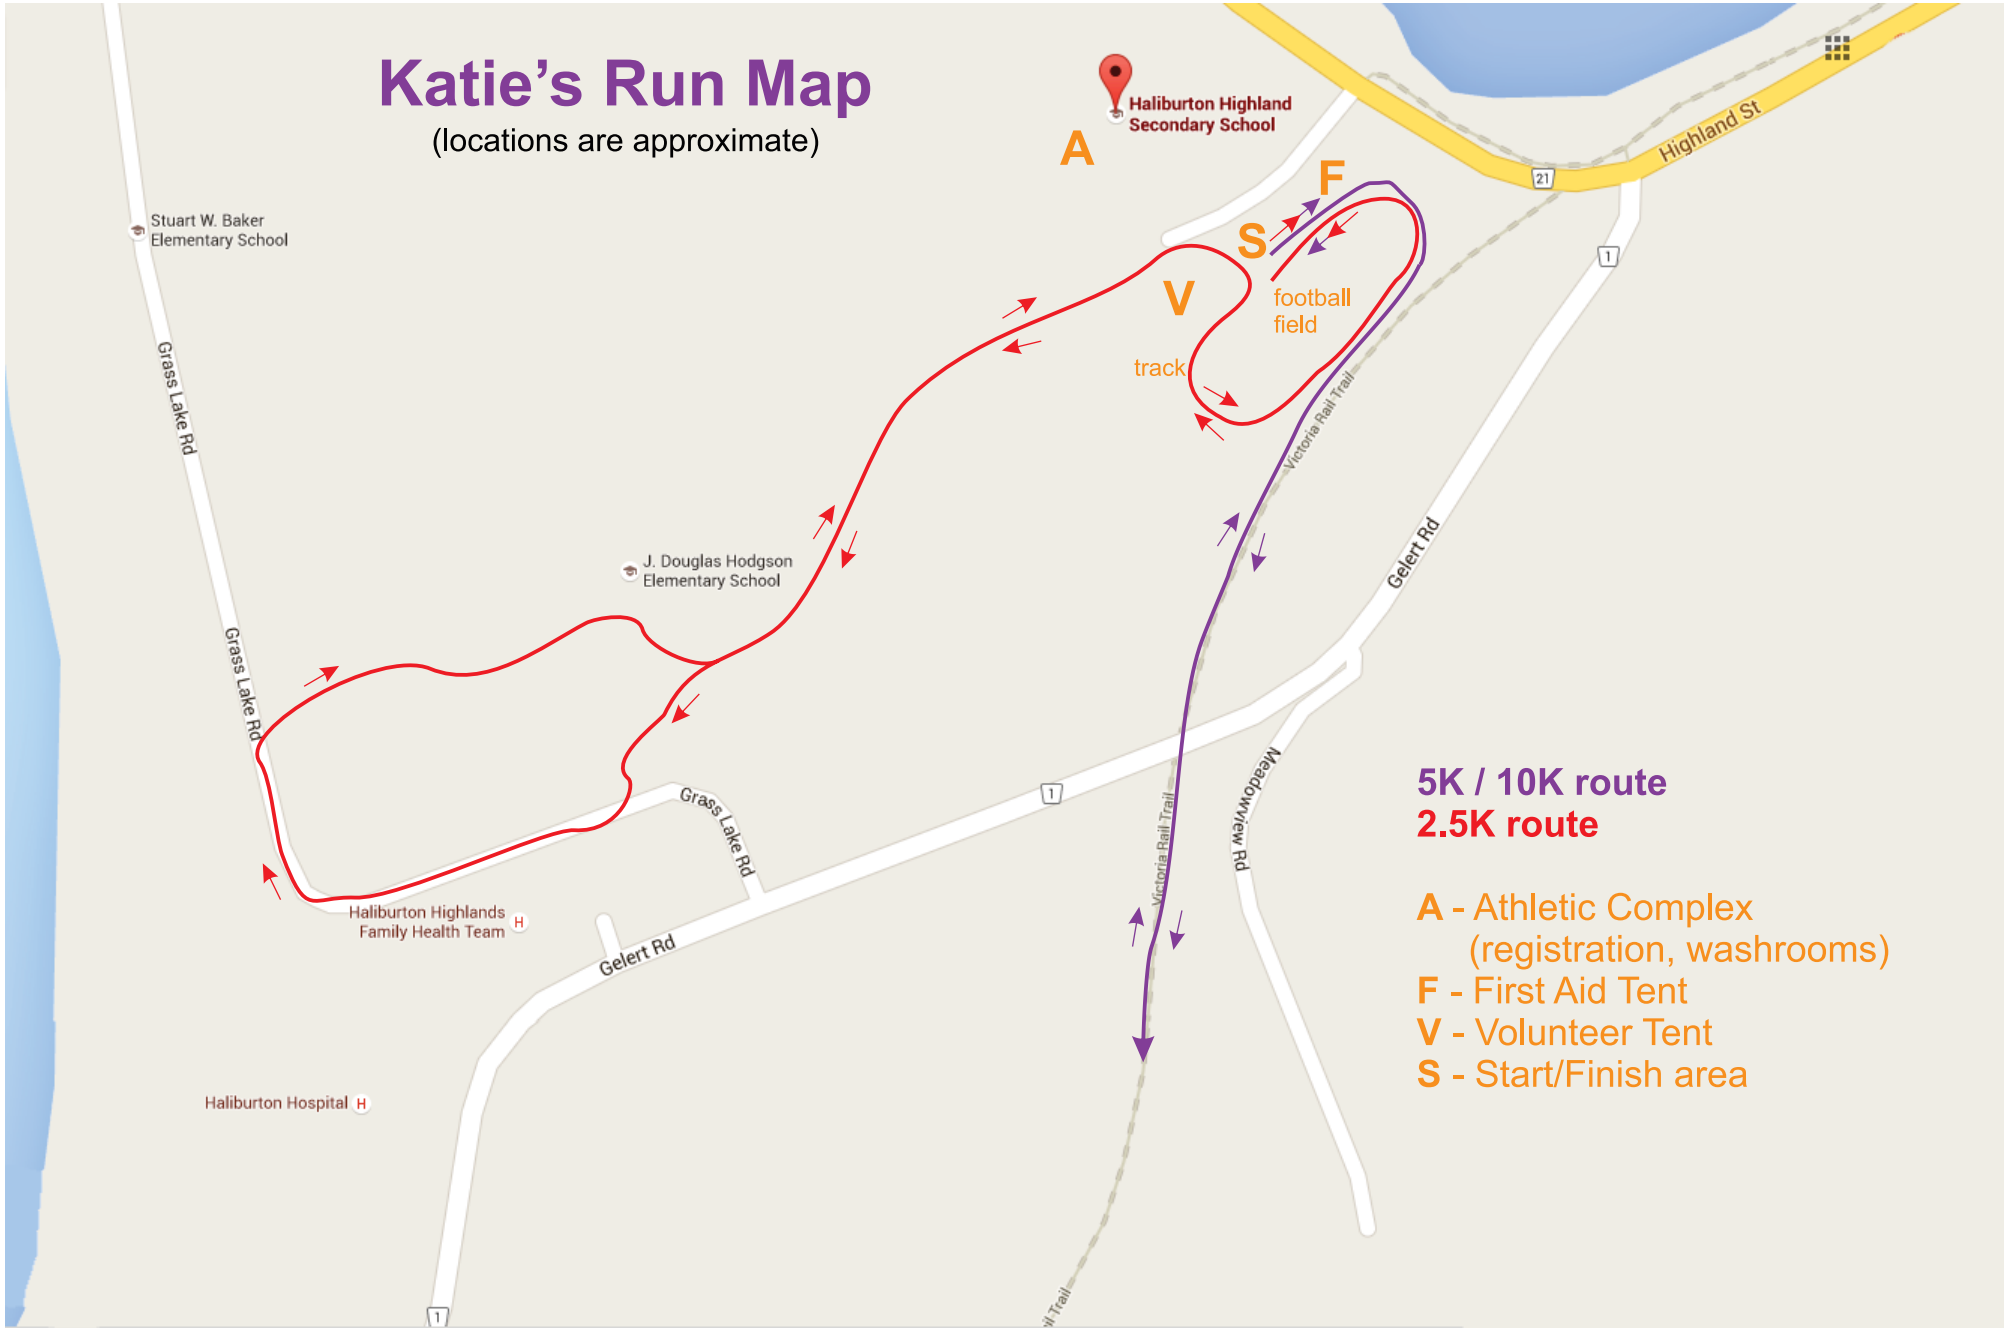 Katie's Run Map
(locations are approximate)
Haliburton Highland
Secondary School
A
F
S
V
football
field
track
Highland St
21
1
Stuart W. Baker
Elementary School
Grass Lake Rd
Victoria Rail Trail
Gelert Rd
J. Douglas Hodgson
Elementary School
Grass Lake Rd
Grass Lake Rd
1
Meadowview Rd
Victoria Rail Trail
Haliburton Highlands
Family Health Team
H
Gelert Rd
Haliburton Hospital
H
1
Trail
5K / 10K route
2.5K route
A - Athletic Complex
(registration, washrooms)
F - First Aid Tent
V - Volunteer Tent
S - Start/Finish area